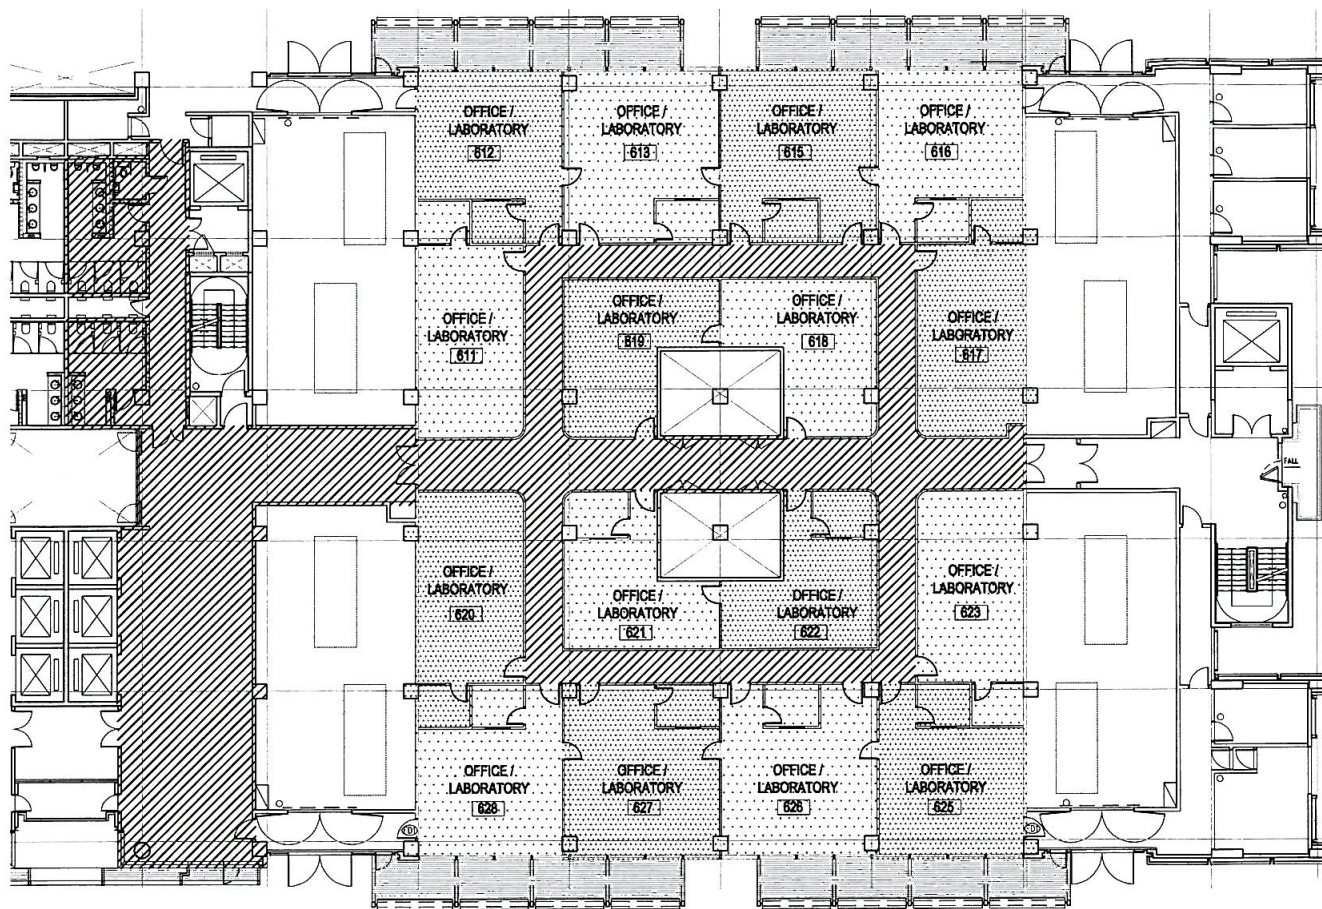 OFFICE /
LABORATORY
612
OFFICE /
LABORATORY
613
OFFICE /
LABORATORY
615
OFFICE /
LABORATORY
616
OFFICE /
LABORATORY
611
OFFICE /
LABORATORY
619
OFFICE /
LABORATORY
618
OFFICE /
LABORATORY
617
FALL
OFFICE /
LABORATORY
620
OFFICE /
LABORATORY
621
OFFICE /
LABORATORY
622
OFFICE /
LABORATORY
623
OFFICE /
LABORATORY
628
OFFICE /
LABORATORY
627
OFFICE /
LABORATORY
626
OFFICE /
LABORATORY
625